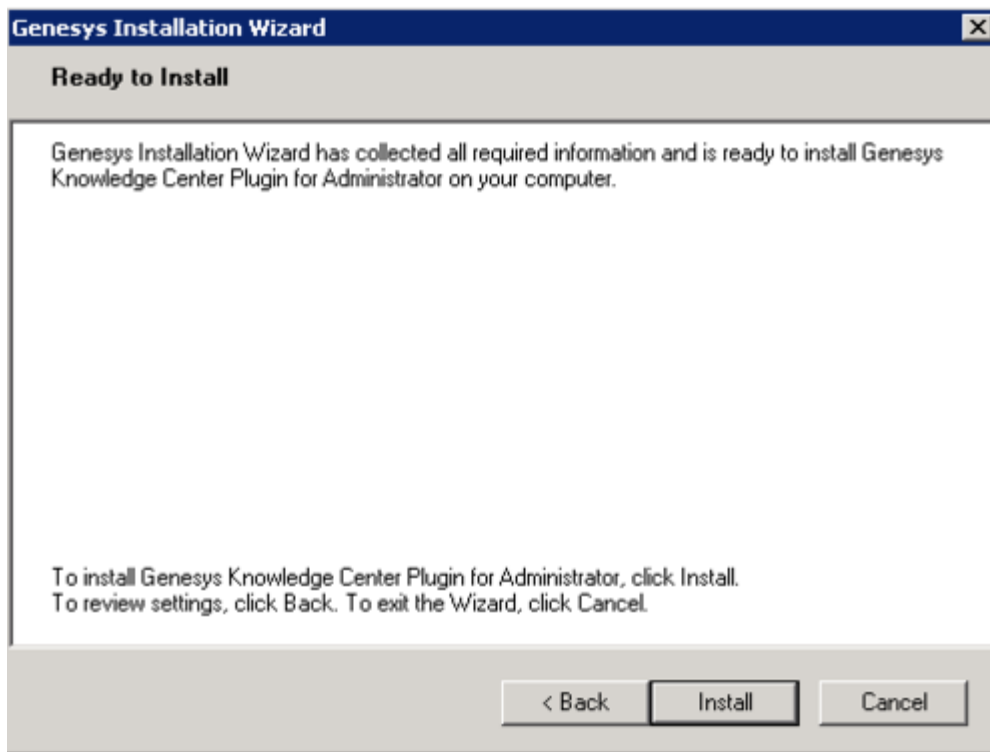 Genesys Installation Wizard
Ready to Install
Genesys Installation Wizard has collected all required information and is ready to install Genesys
Knowledge Center Plugin for Administrator on your computer.
To install Genesys Knowledge Center Plugin for Administrator, click Install.
To review settings, click Back. To exit the Wizard, click Cancel.
< Back Install Cancel